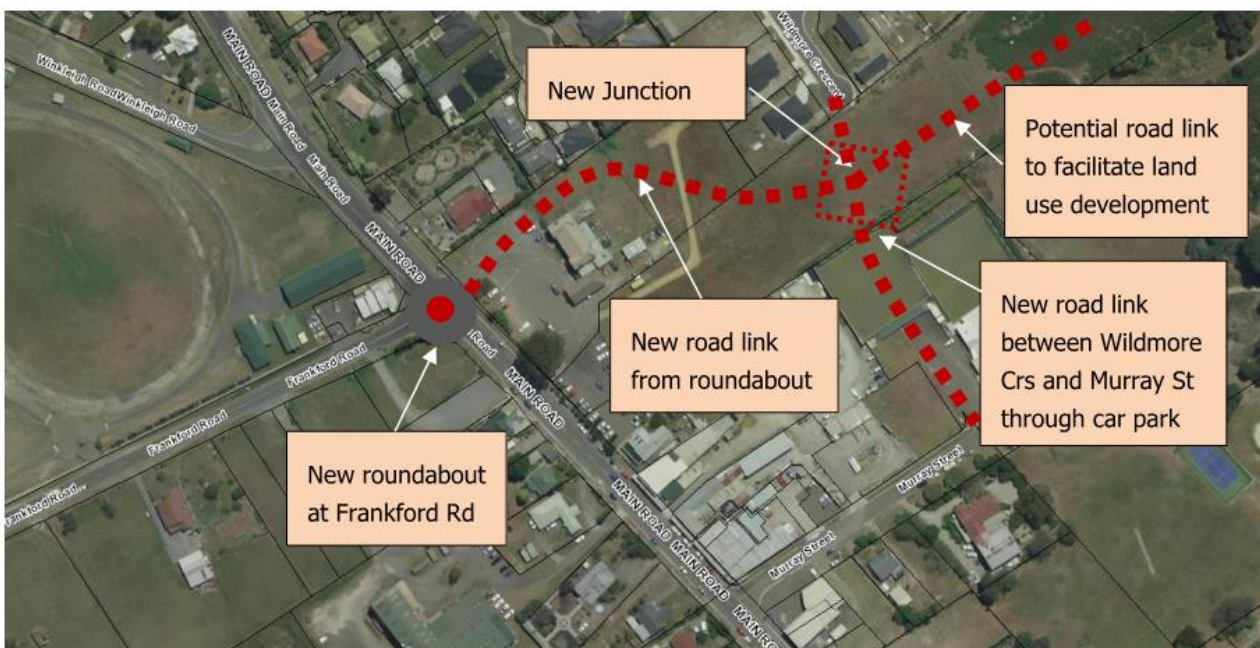 MAIN ROAD
Main Road
Main Road
Winkleigh Road
Winkleigh Road
MAIN ROAD
Wildmore Crescent
New Junction
Potential road link
to facilitate land
use development
New road link
from roundabout
New road link
between Wildmore
Crs and Murray St
through car park
Frankford Road
Frankford Road
Road
MAIN ROAD
New roundabout
at Frankford Rd
MAIN ROAD
MAIN ROAD
Murray Street
Murray Street